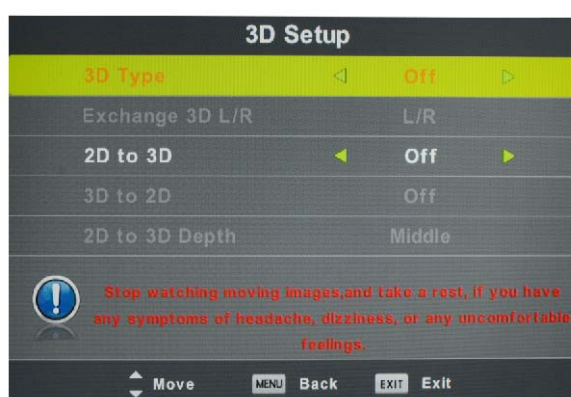 3D Setup
3D Type Off
Exchange 3D L/R L/R
2D to 3D Off
3D to 2D Off
2D to 3D Depth Middle
Stop watching moving images,and take a rest, if you have
any symptoms of headache, dizziness, or any uncomfortable
feelings.
Move MENU Back EXIT Exit